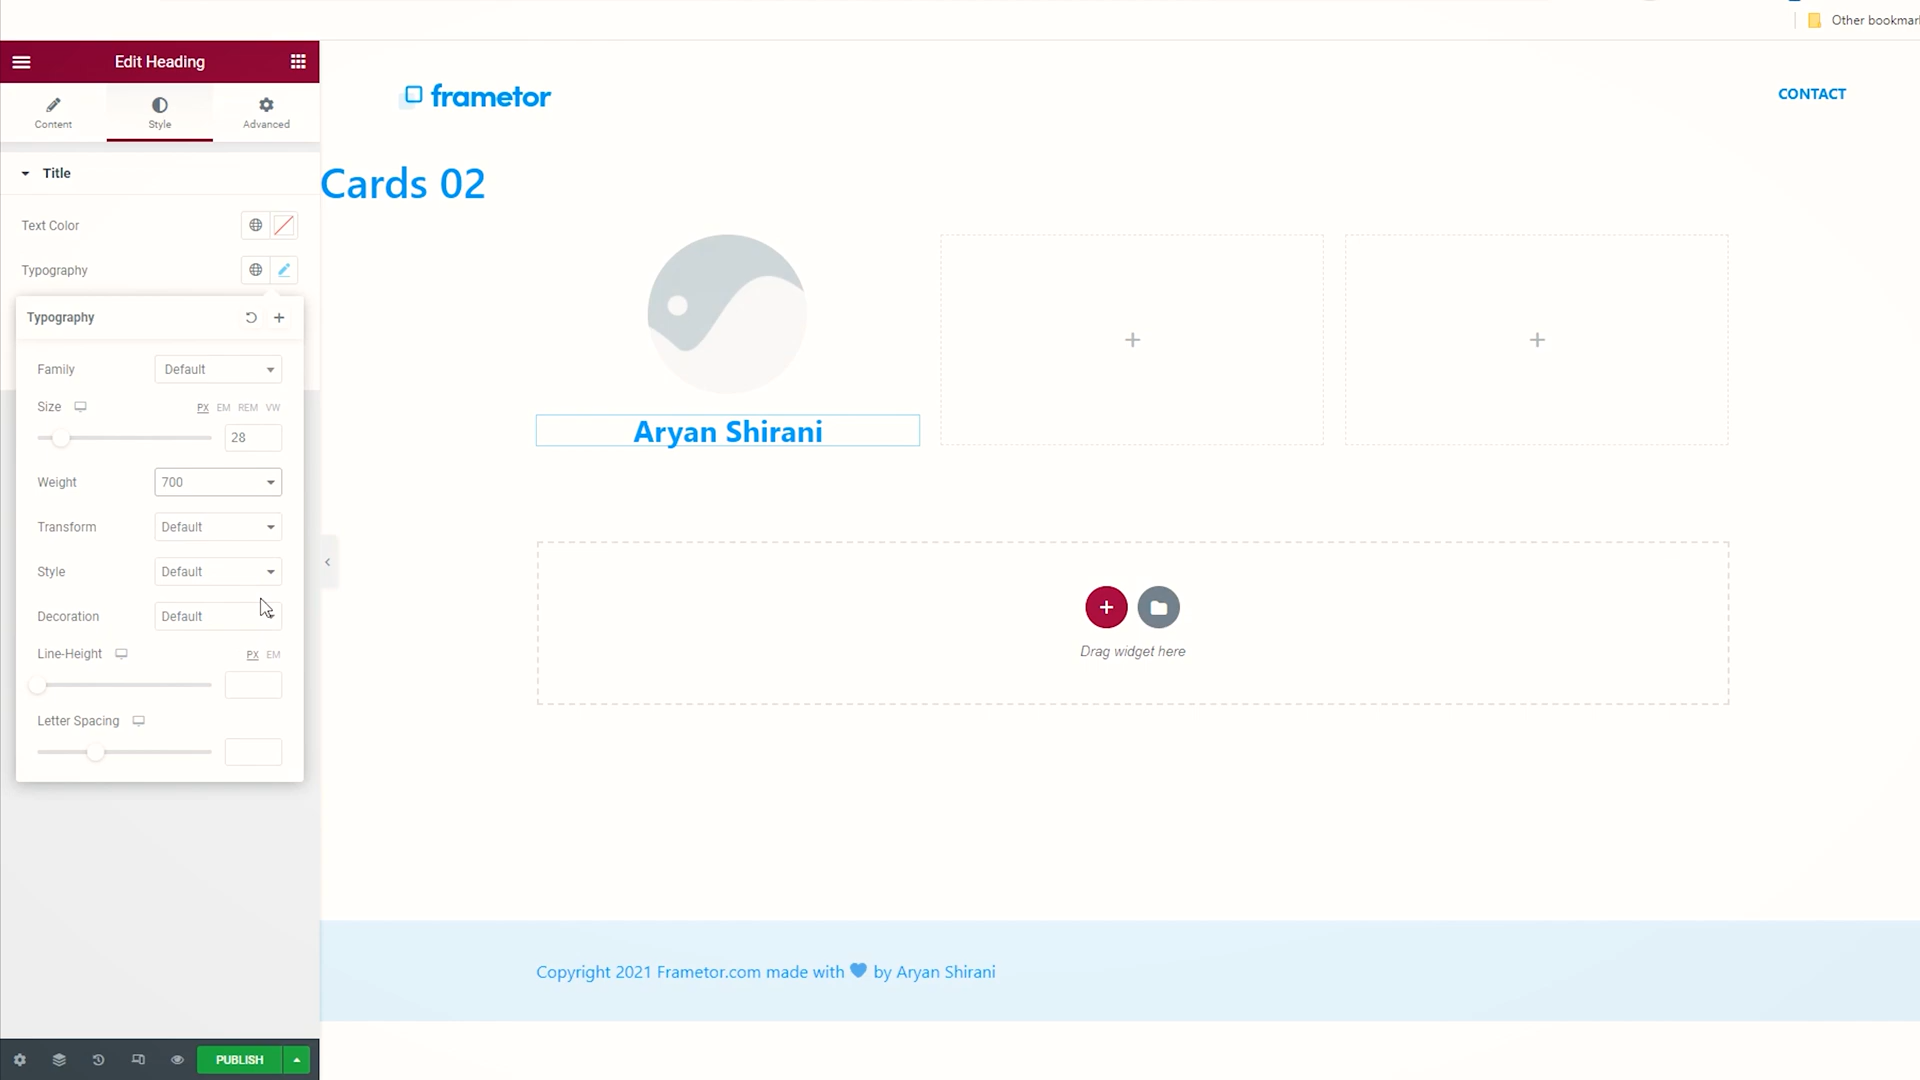 Other bookmar
Edit Heading
Content
Style
Advanced
Title
Text Color
Typography
Typography
Family
Default
Size
PX EM REM VW
28
Weight
700
Transform
Default
Style
Default
Decoration
Default
Line-Height
PX EM
Letter Spacing
PUBLISH
frametor
CONTACT
Cards 02
Aryan Shirani
Drag widget here
Copyright 2021 Frametor.com made with 💙 by Aryan Shirani